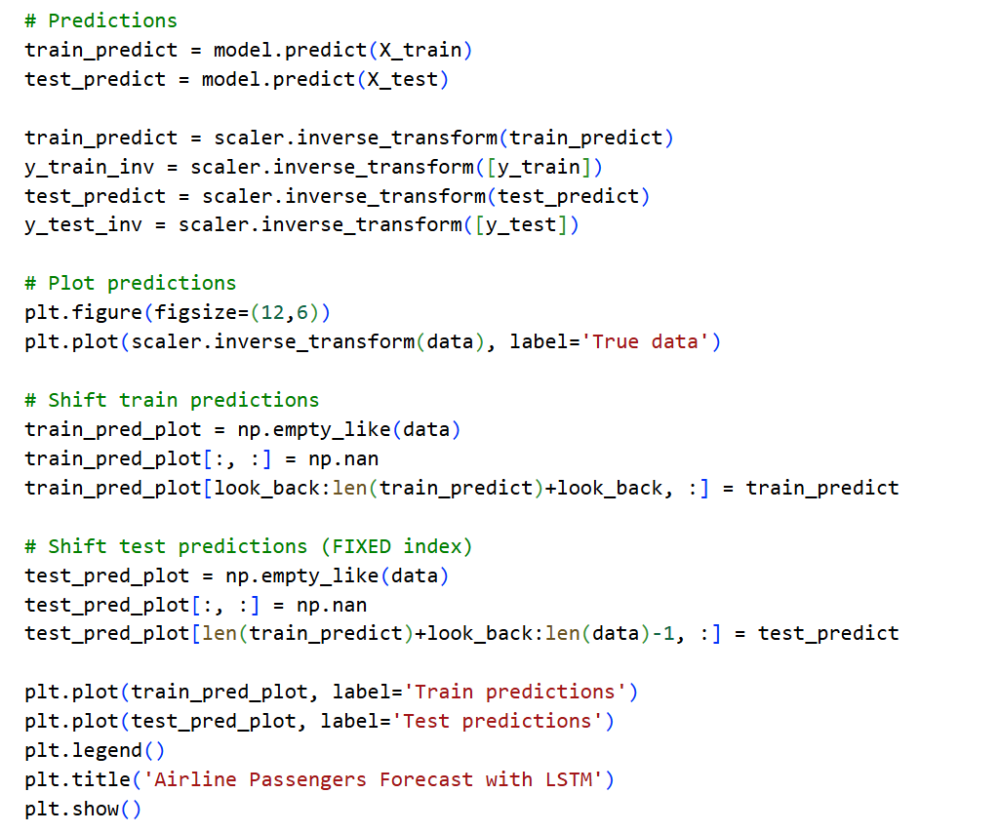 # Predictions
train_predict = model.predict(X_train)
test_predict = model.predict(X_test)

train_predict = scaler.inverse_transform(train_predict)
y_train_inv = scaler.inverse_transform([y_train])
test_predict = scaler.inverse_transform(test_predict)
y_test_inv = scaler.inverse_transform([y_test])

# Plot predictions
plt.figure(figsize=(12,6))
plt.plot(scaler.inverse_transform(data), label='True data')

# Shift train predictions
train_pred_plot = np.empty_like(data)
train_pred_plot[:, :] = np.nan
train_pred_plot[look_back:len(train_predict)+look_back, :] = train_predict

# Shift test predictions (FIXED index)
test_pred_plot = np.empty_like(data)
test_pred_plot[:, :] = np.nan
test_pred_plot[len(train_predict)+look_back:len(data)-1, :] = test_predict

plt.plot(train_pred_plot, label='Train predictions')
plt.plot(test_pred_plot, label='Test predictions')
plt.legend()
plt.title('Airline Passengers Forecast with LSTM')
plt.show()